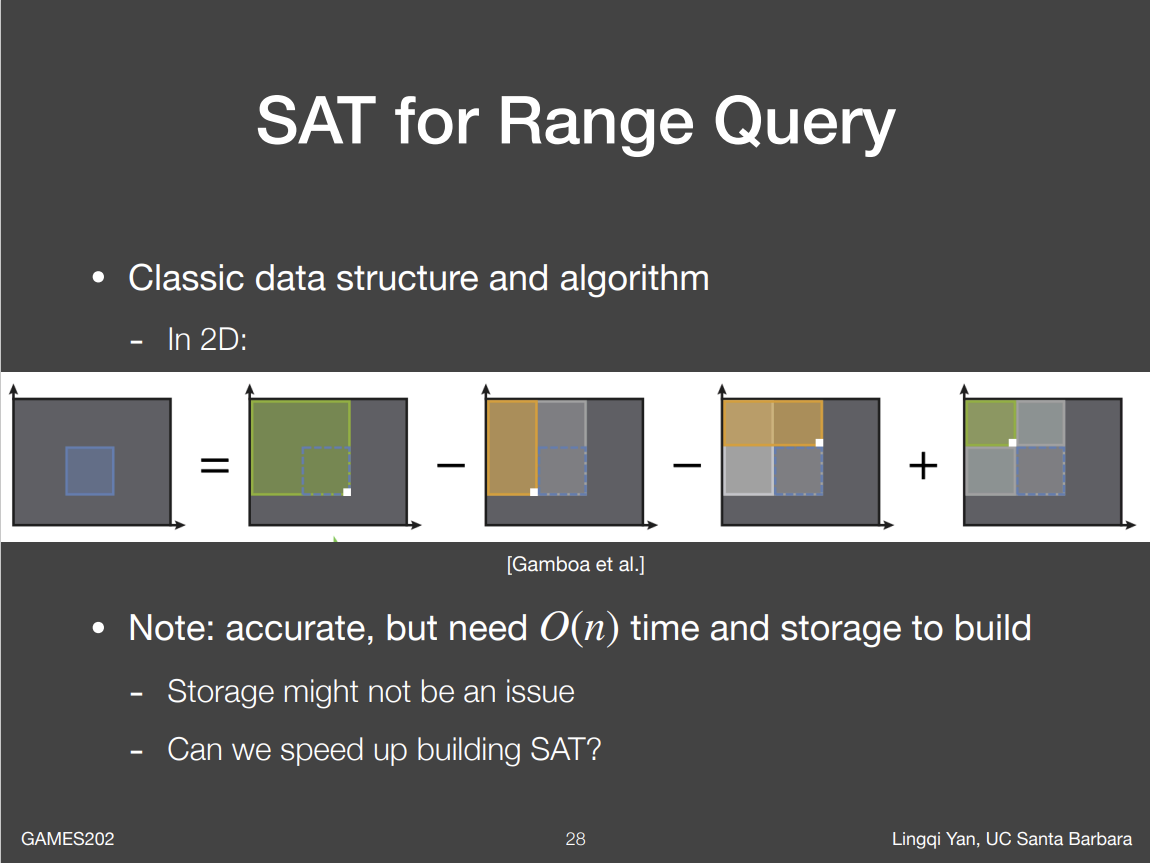 SAT for Range Query
• Classic data structure and algorithm
- In 2D:
= − − +
[Gamboa et al.]
• Note: accurate, but need O(n) time and storage to build
- Storage might not be an issue
- Can we speed up building SAT?
GAMES202
28
Lingqi Yan, UC Santa Barbara